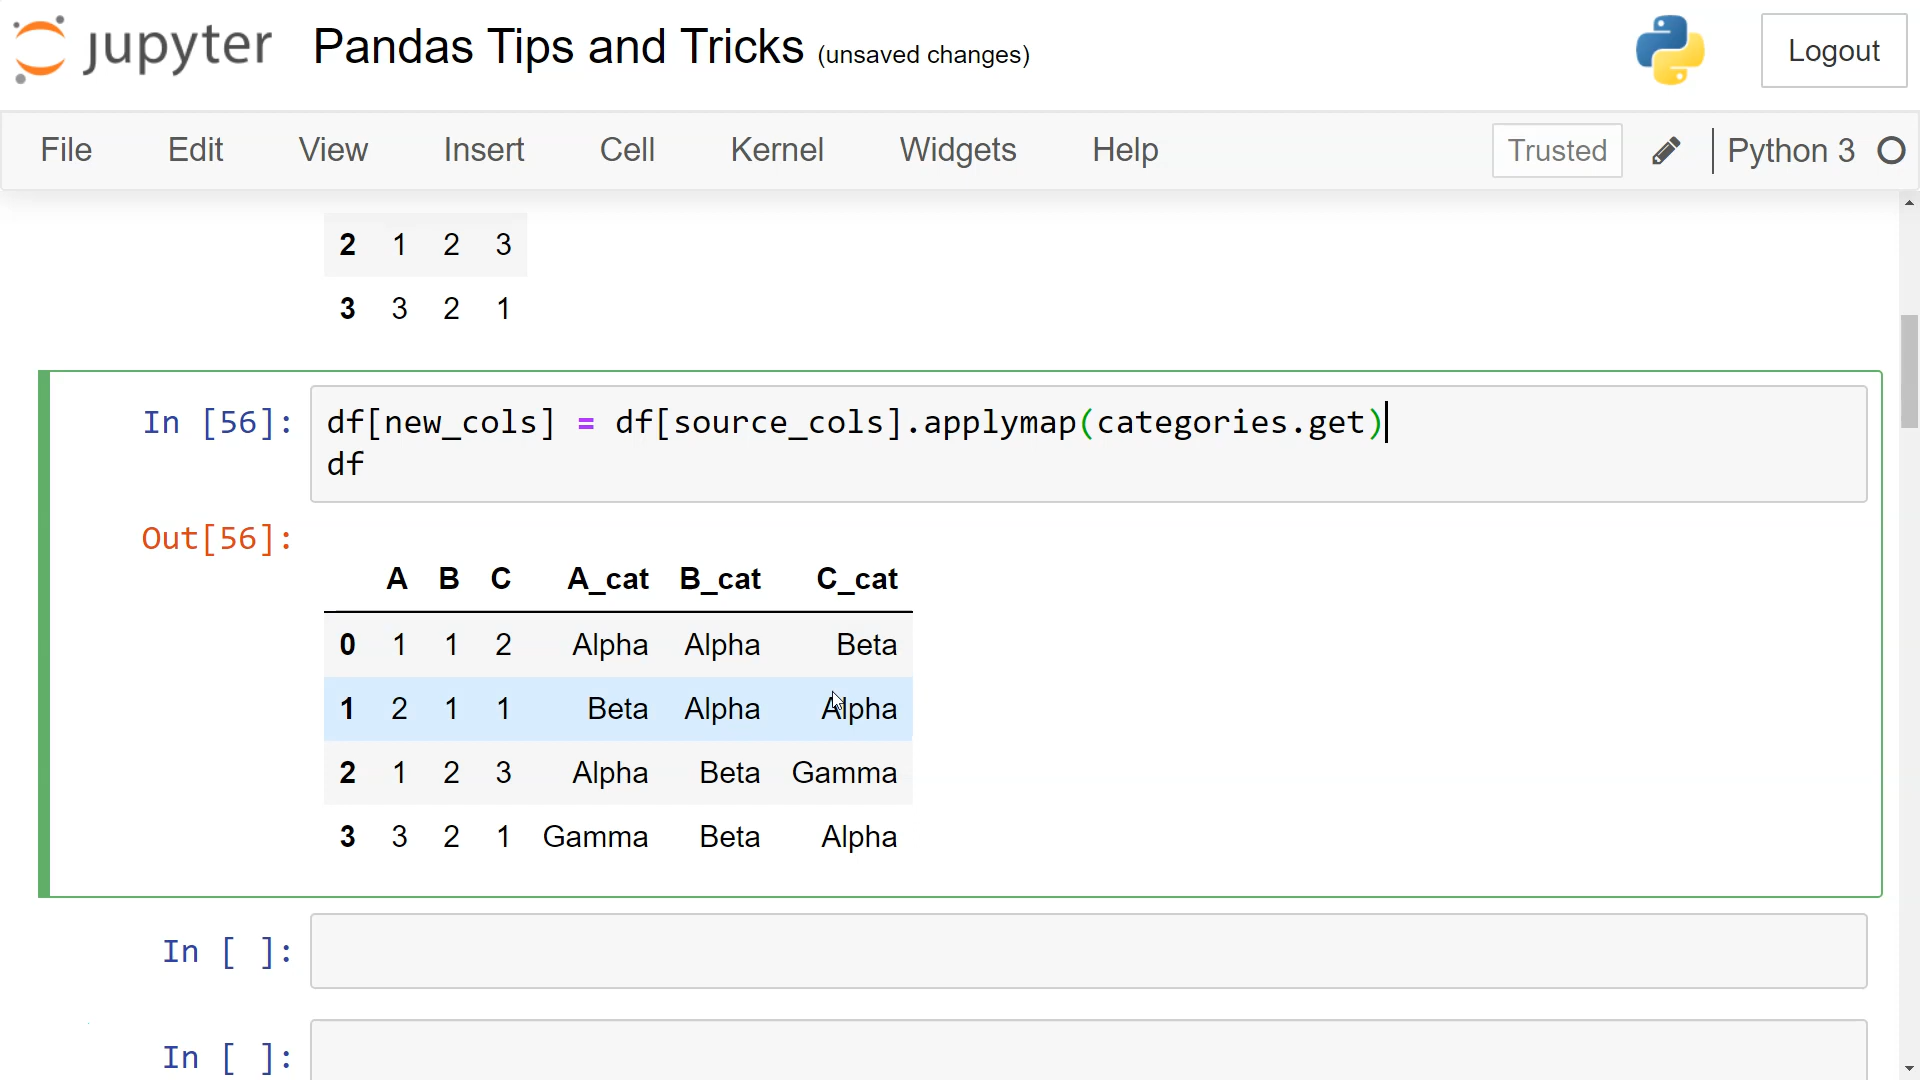 jupyter Pandas Tips and Tricks (unsaved changes) Logout
File Edit View Insert Cell Kernel Widgets Help Trusted Python 3
2 1 2 3
3 3 2 1
In [56]: df[new_cols] = df[source_cols].applymap(categories.get)
df
Out[56]:
A B C A_cat B_cat C_cat
0 1 1 2 Alpha Alpha Beta
1 2 1 1 Beta Alpha Alpha
2 1 2 3 Alpha Beta Gamma
3 3 2 1 Gamma Beta Alpha
In [ ]:
In [ ]: